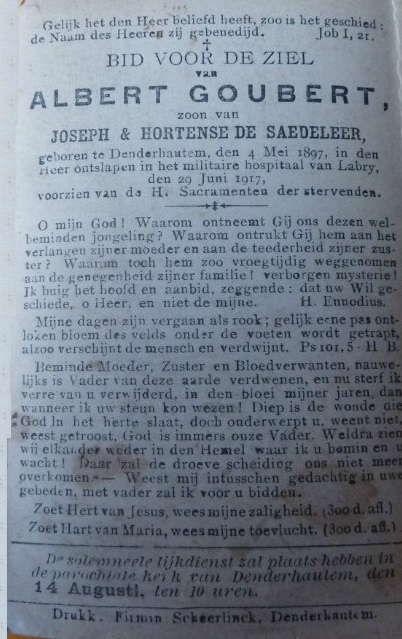 Gelijk het den Heer beliefd heeft, zoo is het geschied:
de Naam des Heeren zij gebenedijd. Job I, 21.
BID VOOR DE ZIEL
van
ALBERT GOUBERT,
zoon van
JOSEPH & HORTENSE DE SAEDELEER,
geboren te Denderhautem, den 4 Mei 1897, in den
Heer ontslapen in het militaire hospitaal van Labry,
den 29 Juni 1917,
voorzien van de H. Sacramenten der stervenden.
O mijn God! Waarom ontneemt Gij ons dezen wel-
beminden jongeling? Waarom ontrukt Gij hem aan het
verlangen zijner moeder en aan de teederheid zijner zus-
ter? Waarom toch hem zoo vroegtijdig weggenomen
aan de genegenheid zijner familie! verborgen mysterie!
Ik buig het hoofd en aanbid, zeggende: dat uw Wil ge-
schiede, o Heer, en niet de mijne. H. Ennodius.
Mijne dagen zijn vergaan als rook; gelijk eene pas ont-
loken bloem des velds onder de voeten wordt getrapt,
alzoo verschijnt de mensch en verdwijnt. Ps 101, 5 - H B.
Beminde Moeder, Zuster en Bloedverwanten, nauwe-
lijks is Vader van deze aarde verdwenen, en nu sterf ik
verre van u verwijderd, in den bloei mijner jaren, dan
wanneer ik uw steun kon wezen! Diep is de wonde die
God in het herte slaat, doch onderwerpt u, weent niet,
weest getroost, God is immers onze Vader. Weldra zien
wij elkander weder in den Hemel waar ik u bemin en u
wacht! Daar zal de droeve scheidieg ons niet meer
overkomen. — Weest mij intusschen gedachtig in uwe
gebeden, met vader zal ik voor u bidden.
Zoet Hert van Jesus, wees mijne zaligheid. (300 d. afl.)
Zoet Hart van Maria, wees mijne toevlucht. (300 d. afl.)
De solemneele lijkdienst zal plaats hebben in
de parochiale kerk van Denderhautem, den
14 Augusti, ten 10 uren.
Drukk. Firmin Scheerlinck, Denderhautem.